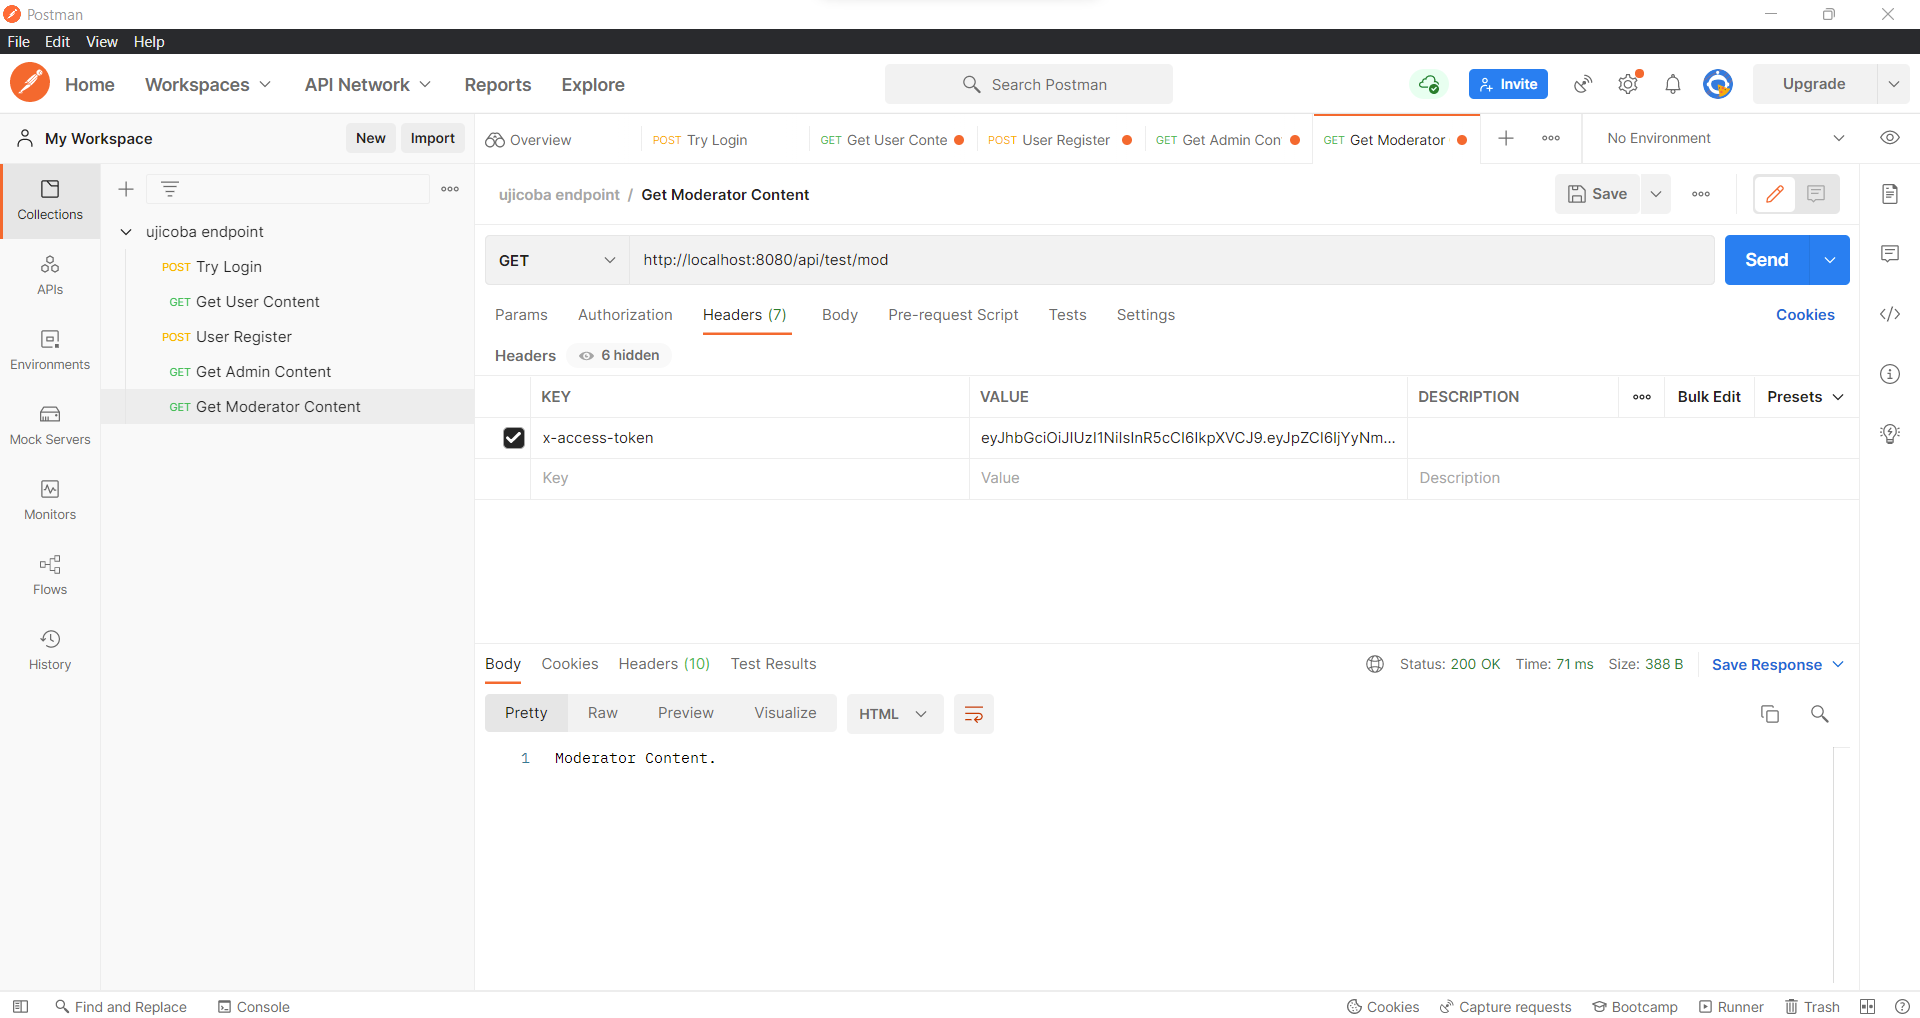 Postman
File Edit View Help
Home Workspaces API Network Reports Explore Search Postman Invite Upgrade
My Workspace New Import
Overview POST Try Login GET Get User Conte POST User Register GET Get Admin Con GET Get Moderator No Environment
Collections
APIs
Environments
Mock Servers
Monitors
Flows
History
ujicoba endpoint
POST Try Login
GET Get User Content
POST User Register
GET Get Admin Content
GET Get Moderator Content
ujicoba endpoint / Get Moderator Content Save
GET http://localhost:8080/api/test/mod Send
Params Authorization Headers (7) Body Pre-request Script Tests Settings Cookies
Headers 6 hidden
KEY VALUE DESCRIPTION Bulk Edit Presets
x-access-token eyJhbGciOiJIUzI1NiIsInR5cCI6IkpXVCJ9.eyJpZCI6IjYyNm...
Key Value Description
Body Cookies Headers (10) Test Results Status: 200 OK Time: 71 ms Size: 388 B Save Response
Pretty Raw Preview Visualize HTML
1 Moderator Content.
Find and Replace Console Cookies Capture requests Bootcamp Runner Trash